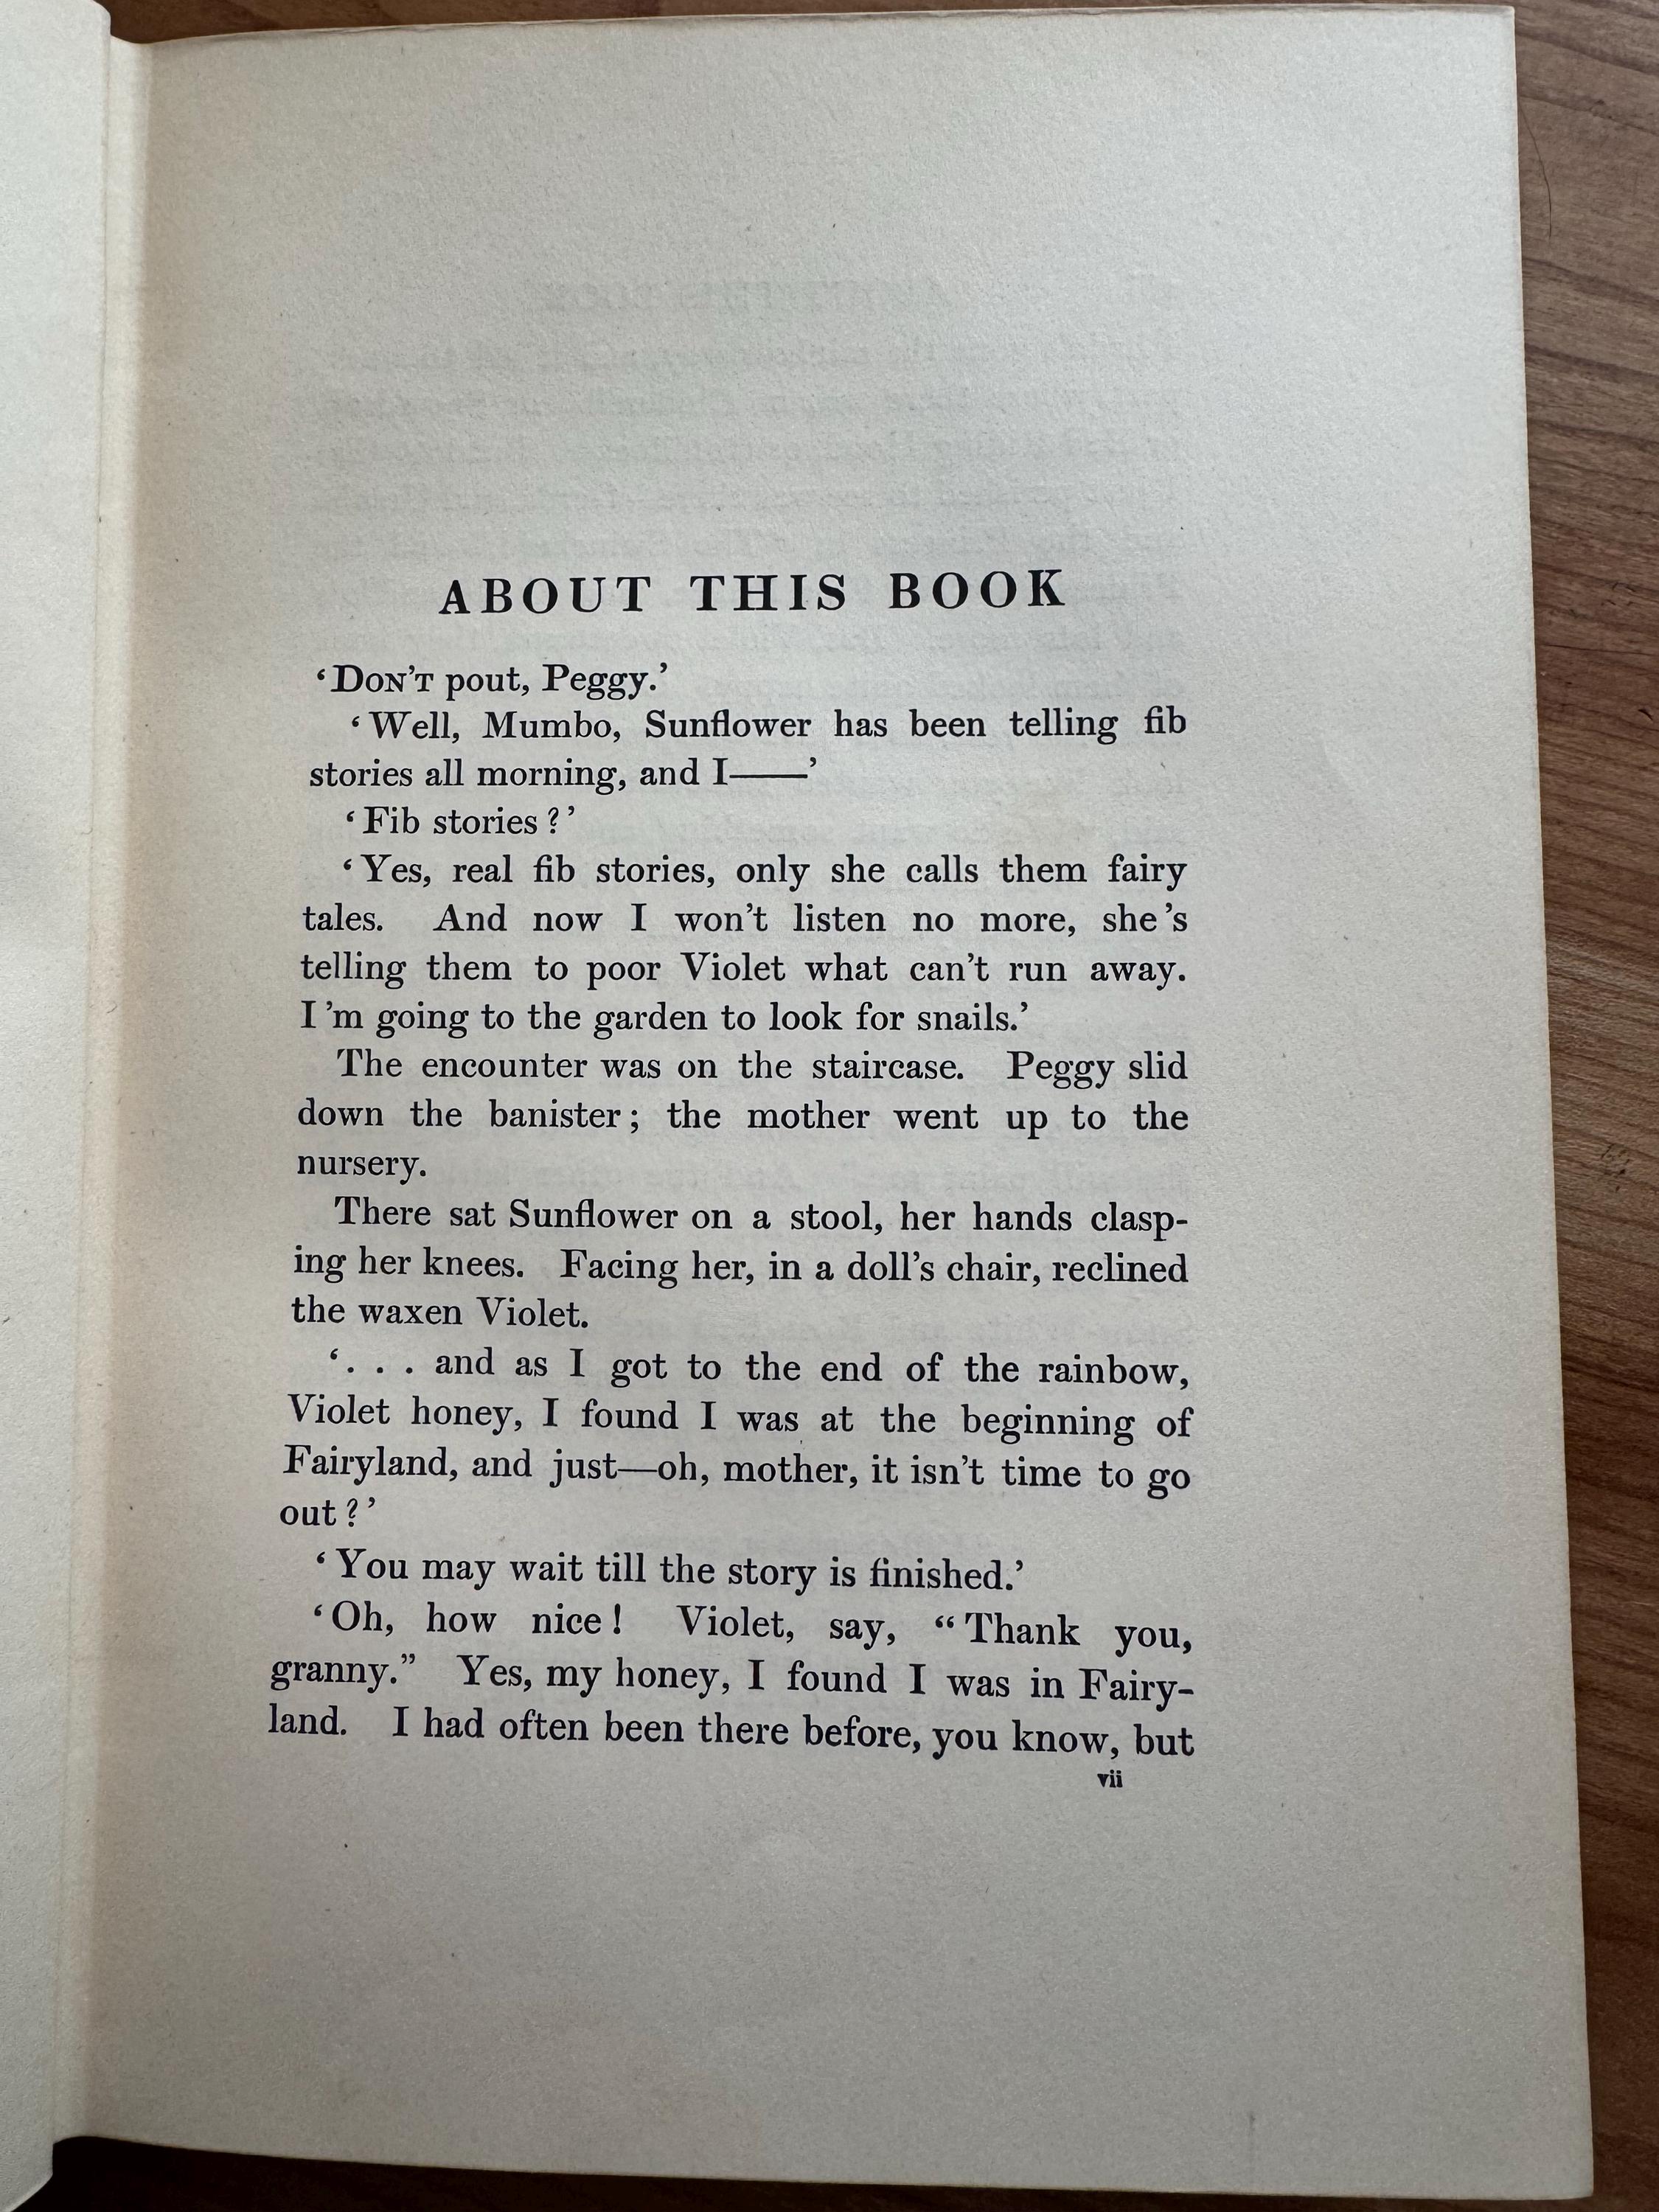 ABOUT THIS BOOK
‘DON’T pout, Peggy.’
‘Well, Mumbo, Sunflower has been telling fib
stories all morning, and I——’
‘Fib stories?’
‘Yes, real fib stories, only she calls them fairy
tales. And now I won’t listen no more, she’s
telling them to poor Violet what can’t run away.
I’m going to the garden to look for snails.’
The encounter was on the staircase. Peggy slid
down the banister; the mother went up to the
nursery.
There sat Sunflower on a stool, her hands clasp-
ing her knees. Facing her, in a doll’s chair, reclined
the waxen Violet.
‘. . . and as I got to the end of the rainbow,
Violet honey, I found I was at the beginning of
Fairyland, and just—oh, mother, it isn’t time to go
out?’
‘You may wait till the story is finished.’
‘Oh, how nice! Violet, say, “Thank you,
granny.” Yes, my honey, I found I was in Fairy-
land. I had often been there before, you know, but
vii